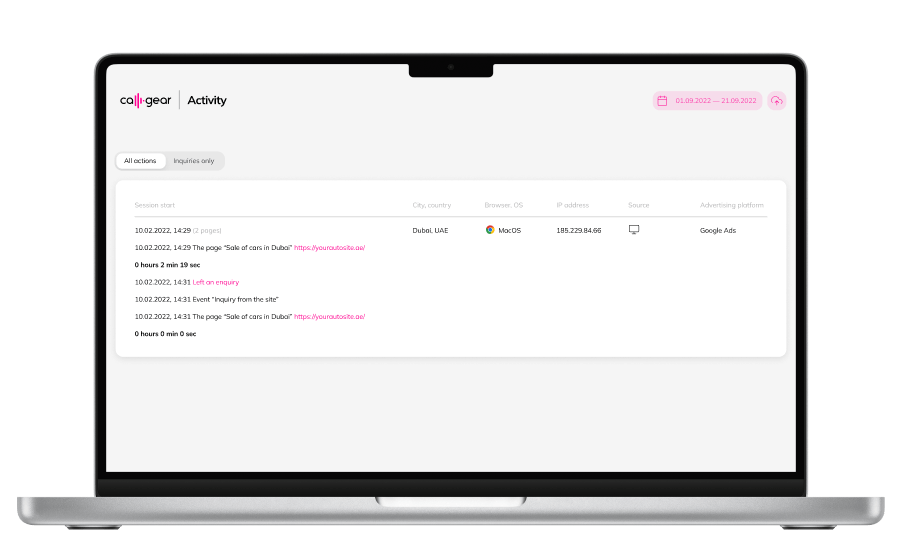 callgear Activity
01.09.2022 — 21.09.2022
All actions Inquiries only
Session start City, country Browser, OS IP address Source Advertising platform
10.02.2022, 14:29 (2 pages) Dubai, UAE MacOS 185.229.84.66 Google Ads
10.02.2022, 14:29 The page “Sale of cars in Dubai” https://yourautosite.ae/
0 hours 2 min 19 sec
10.02.2022, 14:31 Left an enquiry
10.02.2022, 14:31 Event “Inquiry from the site”
10.02.2022, 14:31 The page “Sale of cars in Dubai” https://yourautosite.ae/
0 hours 0 min 0 sec